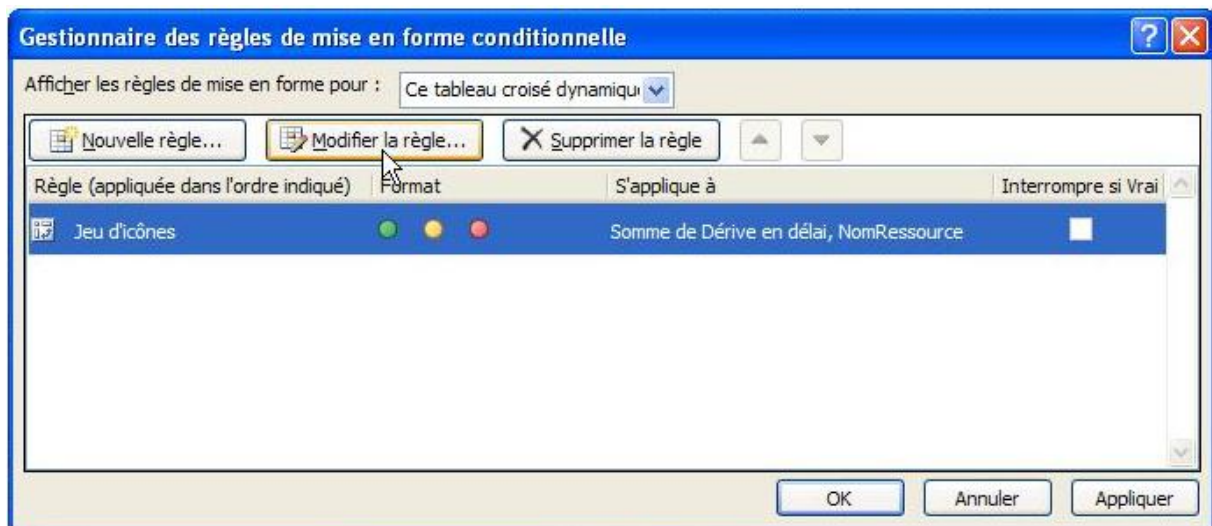 Gestionnaire des règles de mise en forme conditionnelle
Afficher les règles de mise en forme pour : Ce tableau croisé dynamiqu
Nouvelle règle... Modifier la règle... Supprimer la règle
Règle (appliquée dans l'ordre indiqué) Format S'applique à Interrompre si Vrai
Jeu d'icônes Somme de Dérive en délai, NomRessource
OK Annuler Appliquer